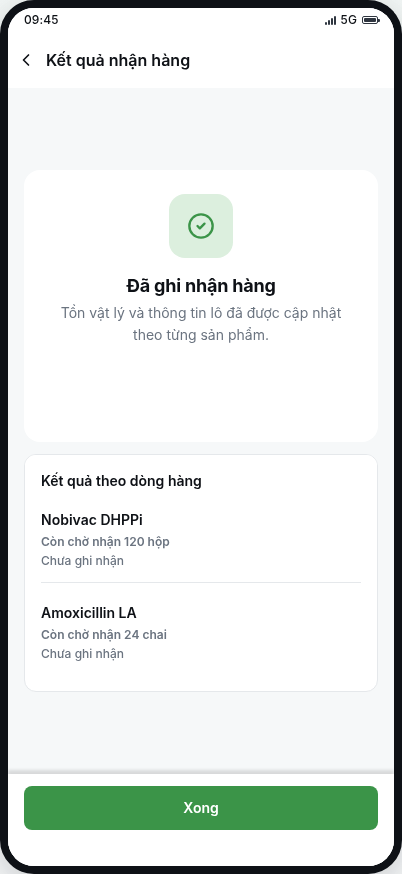 09:45
5G
Kết quả nhận hàng
Đã ghi nhận hàng
Tồn vật lý và thông tin lô đã được cập nhật
theo từng sản phẩm.
Kết quả theo dòng hàng
Nobivac DHPPi
Còn chờ nhận 120 hộp
Chưa ghi nhận
Amoxicillin LA
Còn chờ nhận 24 chai
Chưa ghi nhận
Xong